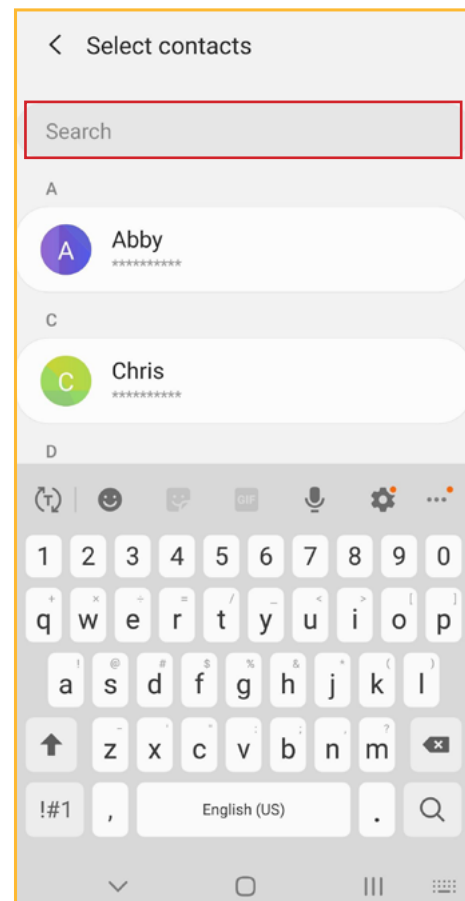 Select contacts
Search
A
A Abby
**********
C
C Chris
**********
D
T GIF
1 2 3 4 5 6 7 8 9 0
+ × ÷ = / _ < > [ ]
q w e r t y u i o p
! @ # $ % & * ( )
a s d f g h j k l
- ' " : ; , ?
z x c v b n m
!#1 , English (US) .